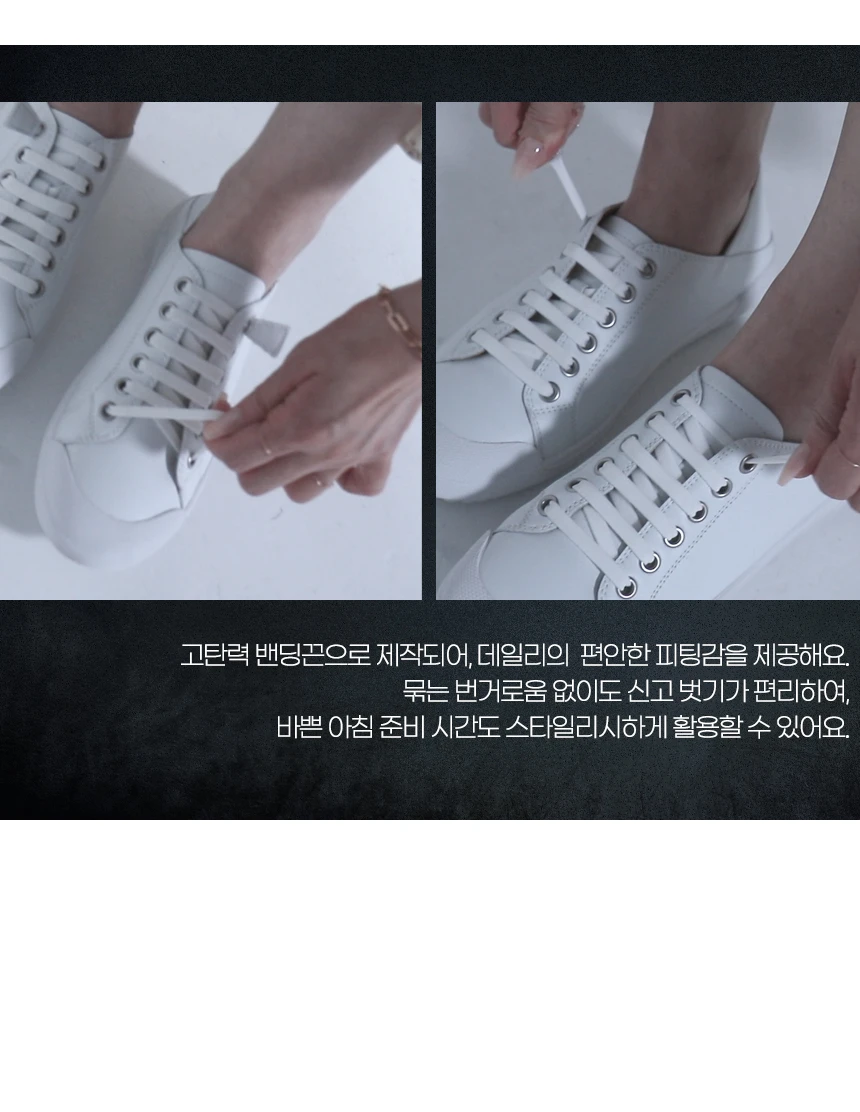 고탄력 밴딩끈으로 제작되어, 데일리의 편안한 피팅감을 제공해요.
묶는 번거로움 없이도 신고 벗기가 편리하여,
바쁜 아침 준비 시간도 스타일리시하게 활용할 수 있어요.